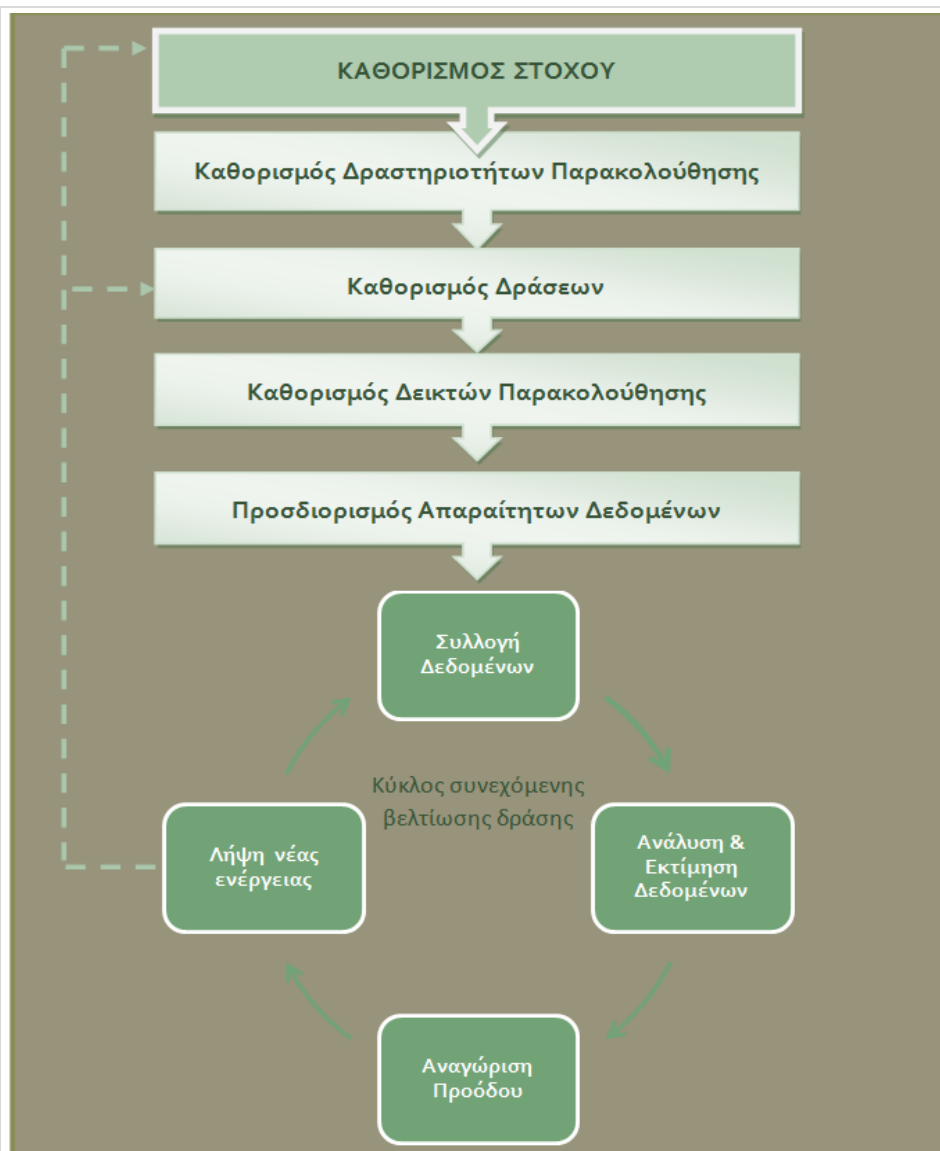 ΚΑΘΟΡΙΣΜΟΣ ΣΤΟΧΟΥ
Καθορισμός Δραστηριοτήτων Παρακολούθησης
Καθορισμός Δράσεων
Καθορισμός Δεικτών Παρακολούθησης
Προσδιορισμός Απαραίτητων Δεδομένων
Συλλογή
Δεδομένων
Κύκλος συνεχόμενης
βελτίωσης δράσης
Ανάλυση &
Εκτίμηση
Δεδομένων
Λήψη νέας
ενέργειας
Αναγώριση
Προόδου